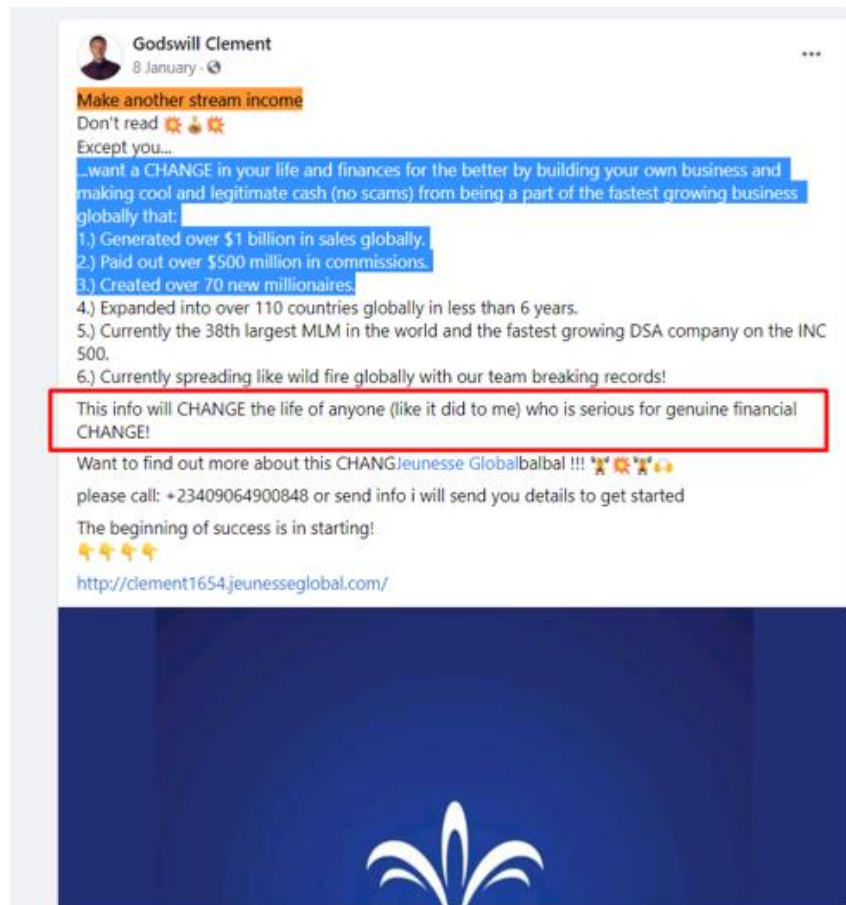 Godswill Clement
8 January ·
Make another stream income
Don't read 💥💰💥
Except you...
...want a CHANGE in your life and finances for the better by building your own business and
making cool and legitimate cash (no scams) from being a part of the fastest growing business
globally that:
1.) Generated over $1 billion in sales globally.
2.) Paid out over $500 million in commissions.
3.) Created over 70 new millionaires.
4.) Expanded into over 110 countries globally in less than 6 years.
5.) Currently the 38th largest MLM in the world and the fastest growing DSA company on the INC
500.
6.) Currently spreading like wild fire globally with our team breaking records!
This info will CHANGE the life of anyone (like it did to me) who is serious for genuine financial
CHANGE!
Want to find out more about this CHANGJeunesse Globalbalbal !!! 🏋💥🏋🙌
please call: +23409064900848 or send info i will send you details to get started
The beginning of success is in starting!
👇👇👇👇
http://clement1654.jeunesseglobal.com/